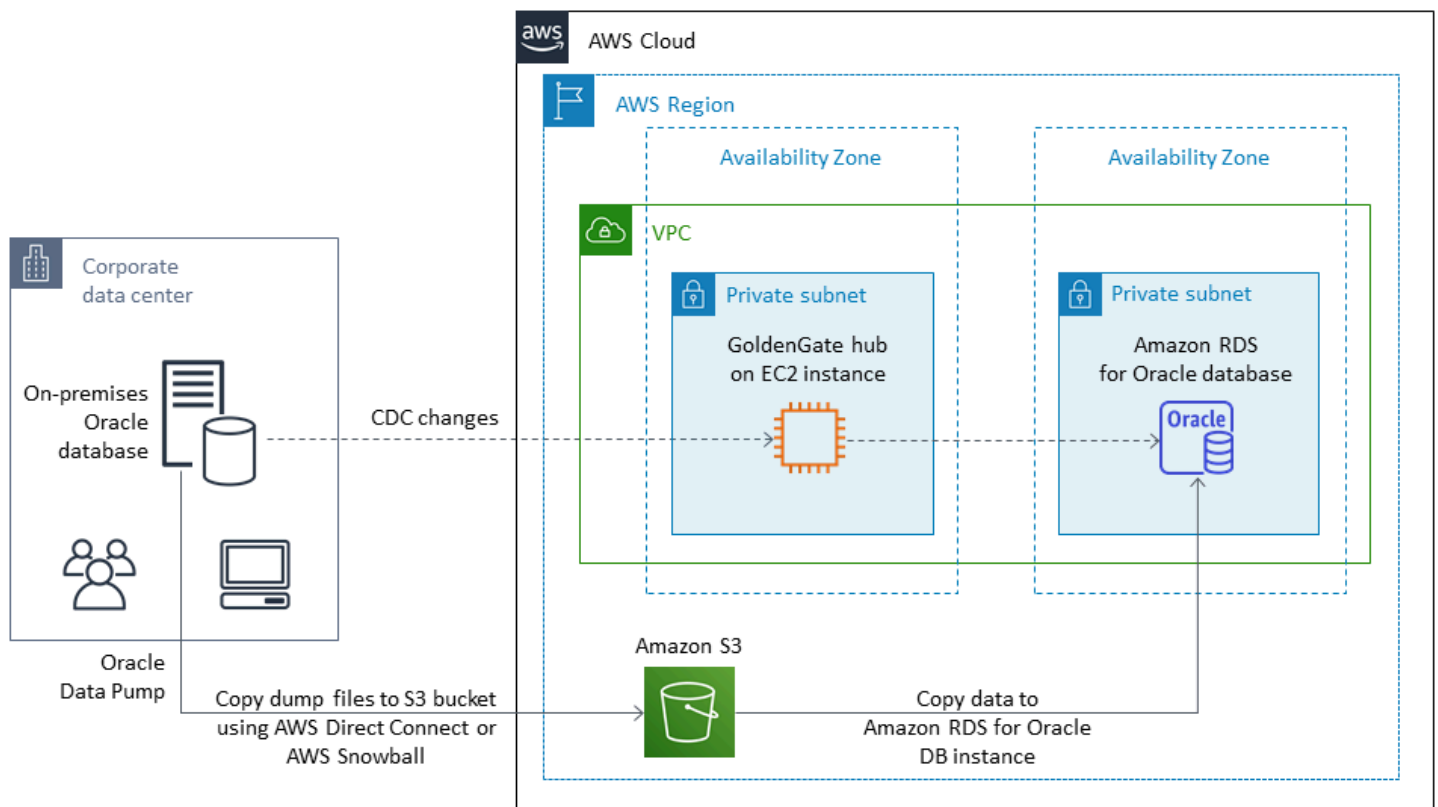 aws
AWS Cloud
AWS Region
Availability Zone
Availability Zone
VPC
Corporate
data center
Private subnet
Private subnet
GoldenGate hub
on EC2 instance
Amazon RDS
for Oracle database
On-premises
Oracle
database
CDC changes
Oracle
Amazon S3
Oracle
Data Pump
Copy dump files to S3 bucket
using AWS Direct Connect or
AWS Snowball
Copy data to
Amazon RDS for Oracle
DB instance